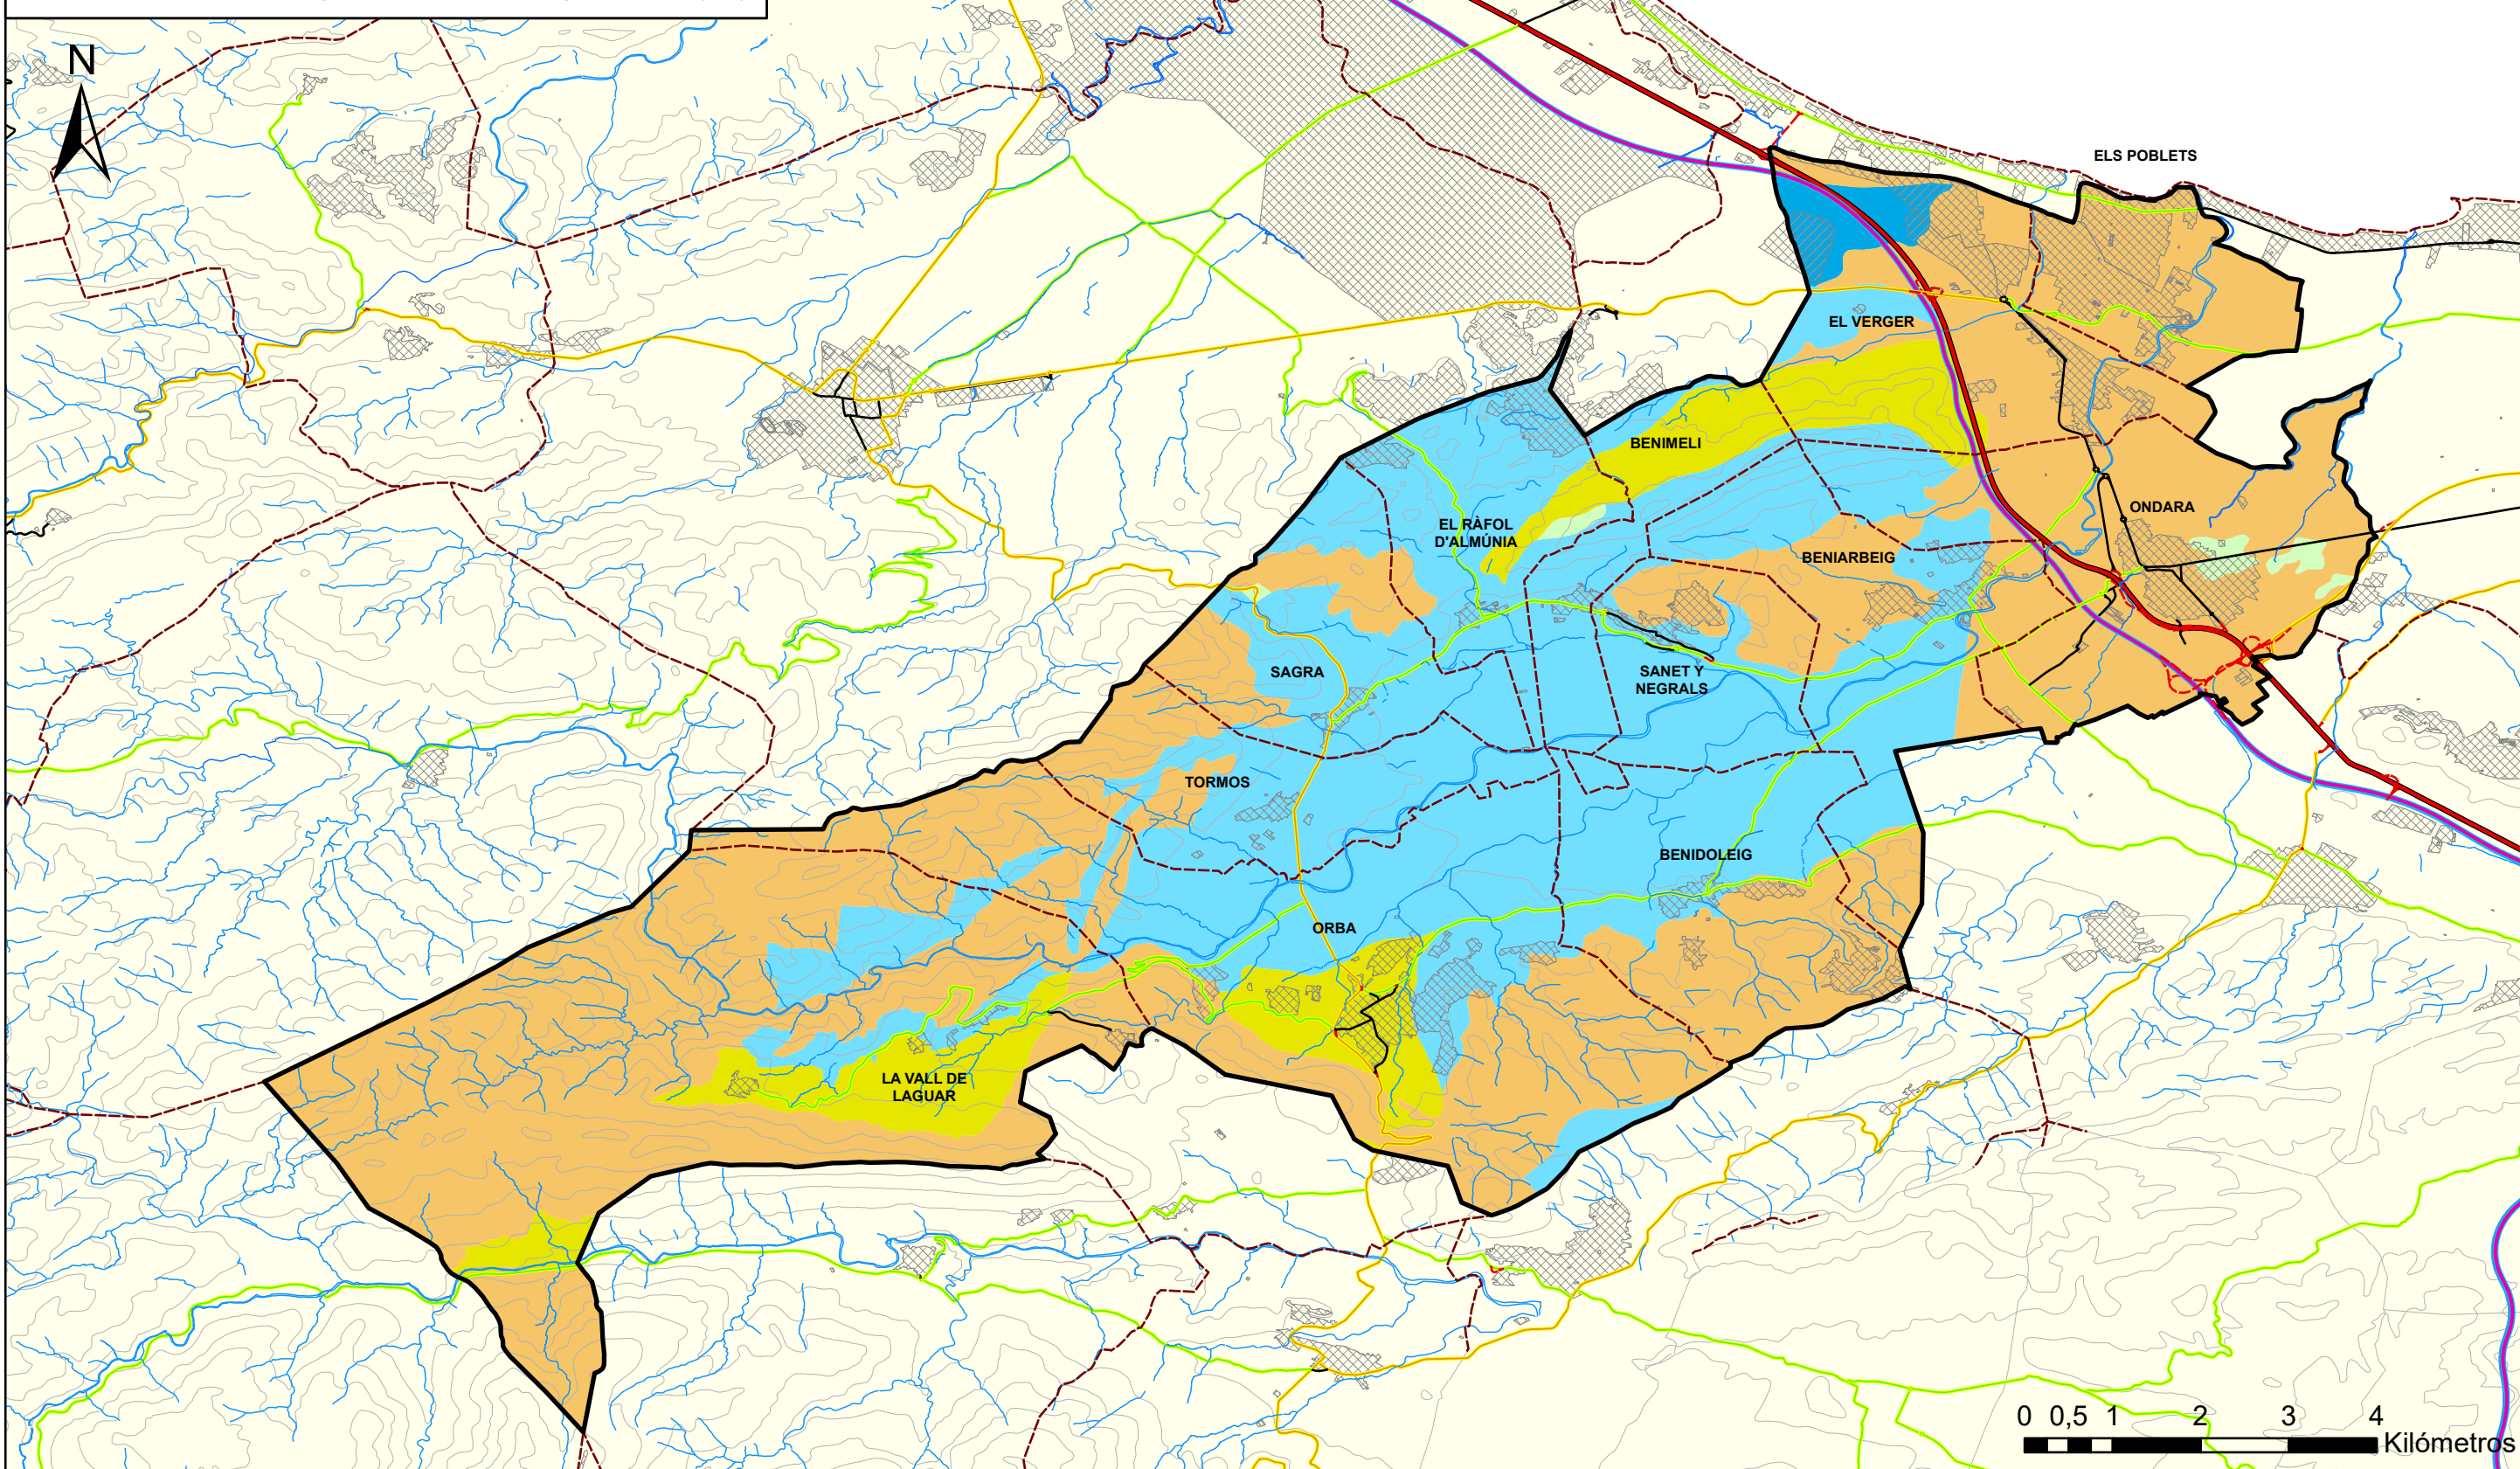 N
ELS POBLETS
EL VERGER
BENIMELI
ONDARA
EL RÀFOL
D'ALMÚNIA
BENIARBEIG
SAGRA
SANET Y
NEGRALS
TORMOS
BENIDOLEIG
ORBA
LA VALL DE
LAGUAR
0 0,5 1 2 3 4
Kilómetros